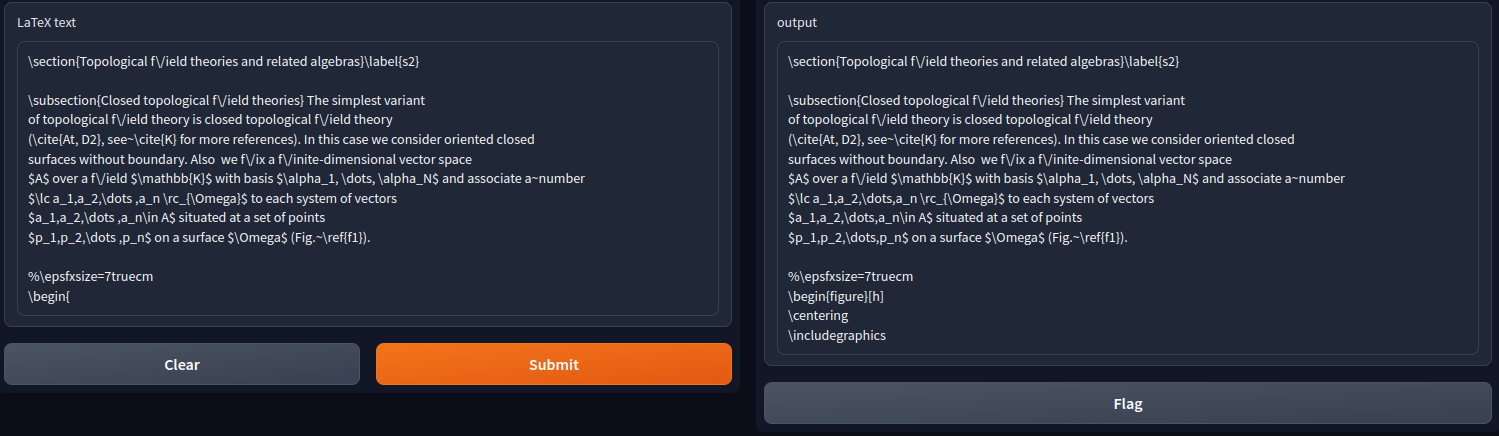 LaTeX text
\section{Topological f\/ield theories and related algebras}\label{s2}
\subsection{Closed topological f\/ield theories} The simplest variant
of topological f\/ield theory is closed topological f\/ield theory
(\cite{At, D2}, see~\cite{K} for more references). In this case we consider oriented closed
surfaces without boundary. Also  we f\/ix a f\/inite-dimensional vector space
$A$ over a f\/ield $\mathbb{K}$ with basis $\alpha_1, \dots, \alpha_N$ and associate a~number
$\lc a_1,a_2,\dots ,a_n \rc_{\Omega}$ to each system of vectors
$a_1,a_2,\dots ,a_n\in A$ situated at a set of points
$p_1,p_2,\dots ,p_n$ on a surface $\Omega$ (Fig.~\ref{f1}).
%\epsfxsize=7truecm
\begin{
Clear
Submit
output
\section{Topological f\/ield theories and related algebras}\label{s2}
\subsection{Closed topological f\/ield theories} The simplest variant
of topological f\/ield theory is closed topological f\/ield theory
(\cite{At, D2}, see~\cite{K} for more references). In this case we consider oriented closed
surfaces without boundary. Also  we f\/ix a f\/inite-dimensional vector space
$A$ over a f\/ield $\mathbb{K}$ with basis $\alpha_1, \dots, \alpha_N$ and associate a~number
$\lc a_1,a_2,\dots,a_n \rc_{\Omega}$ to each system of vectors
$a_1,a_2,\dots,a_n\in A$ situated at a set of points
$p_1,p_2,\dots,p_n$ on a surface $\Omega$ (Fig.~\ref{f1}).
%\epsfxsize=7truecm
\begin{figure}[h]
\centering
\includegraphics
Flag